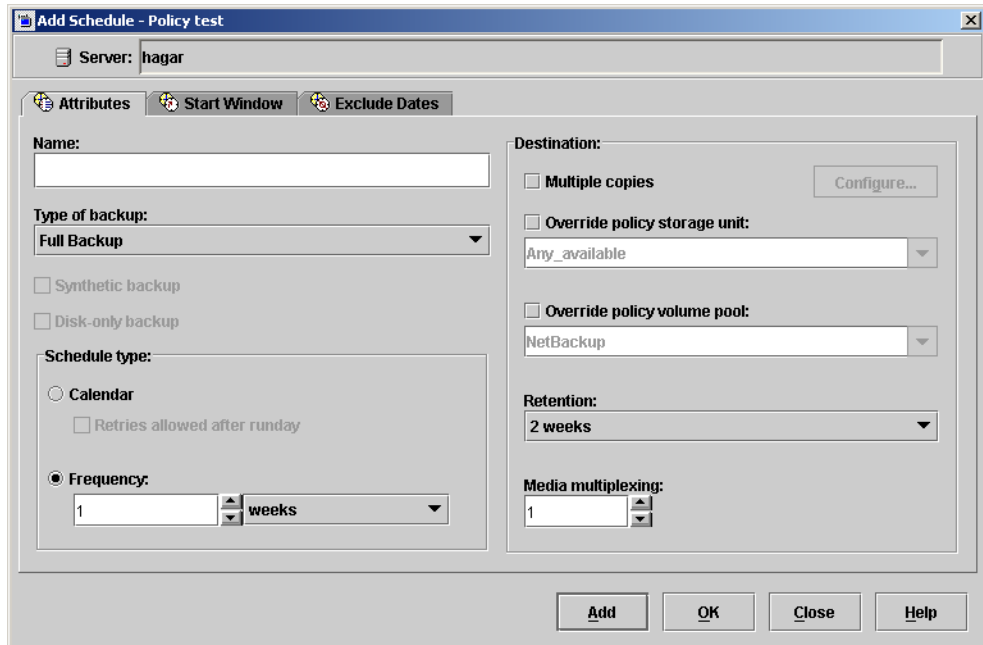 Add Schedule - Policy test
Server: hagar
Attributes
Start Window
Exclude Dates
Name:
Type of backup:
Full Backup
Synthetic backup
Disk-only backup
Schedule type:
Calendar
Retries allowed after runday
Frequency:
1 weeks
Destination:
Multiple copies
Configure...
Override policy storage unit:
Any_available
Override policy volume pool:
NetBackup
Retention:
2 weeks
Media multiplexing:
1
Add
OK
Close
Help